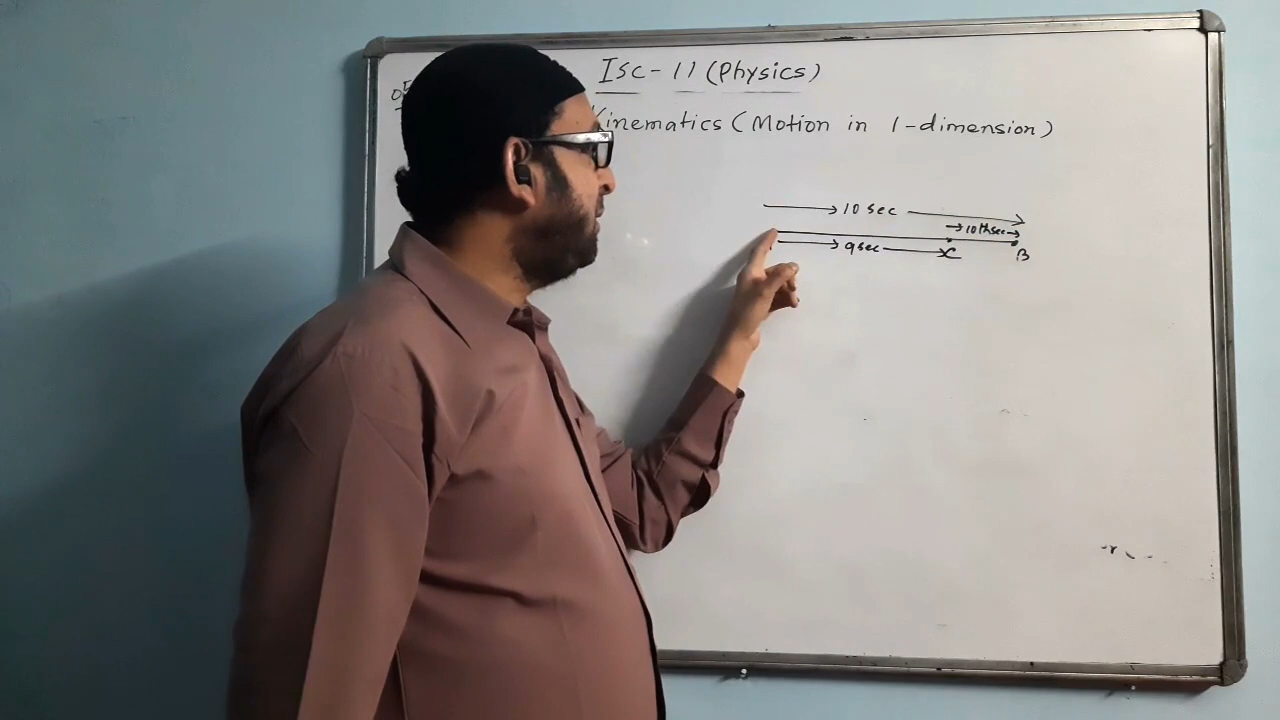 Isc-11 (Physics)
Kinematics (Motion in 1-dimension)
10 sec
10th sec
9 sec C B